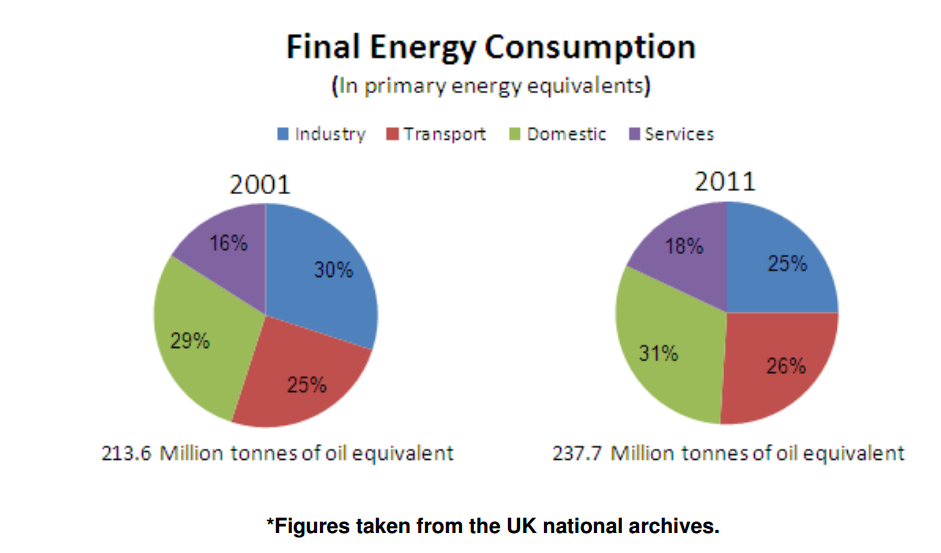 Final Energy Consumption
(In primary energy equivalents)
Industry Transport Domestic Services
2001
16%
30%
29%
25%
213.6 Million tonnes of oil equivalent
2011
18%
25%
31%
26%
237.7 Million tonnes of oil equivalent
*Figures taken from the UK national archives.